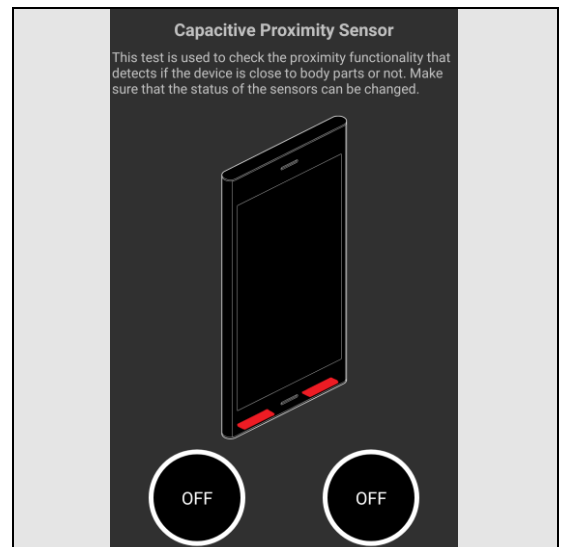 Capacitive Proximity Sensor
This test is used to check the proximity functionality that
detects if the device is close to body parts or not. Make
sure that the status of the sensors can be changed.
OFF
OFF